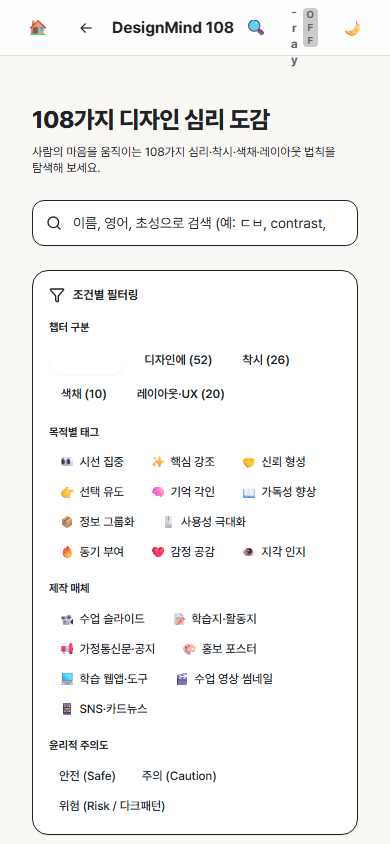 DesignMind 108
-ray
OFF
108가지 디자인 심리 도감
사람의 마음을 움직이는 108가지 심리·착시·색채·레이아웃 법칙을
탐색해 보세요.
이름, 영어, 초성으로 검색 (예: ㄷㅂ, contrast,
조건별 필터링
챕터 구분
디자인에 (52) 착시 (26)
색채 (10) 레이아웃·UX (20)
목적별 태그
시선 집중 핵심 강조 신뢰 형성
선택 유도 기억 각인 가독성 향상
정보 그룹화 사용성 극대화
동기 부여 감정 공감 지각 인지
제작 매체
수업 슬라이드 학습지·활동지
가정통신문·공지 홍보 포스터
학습 웹앱·도구 수업 영상 썸네일
SNS·카드뉴스
윤리적 주의도
안전 (Safe) 주의 (Caution)
위험 (Risk / 다크패턴)